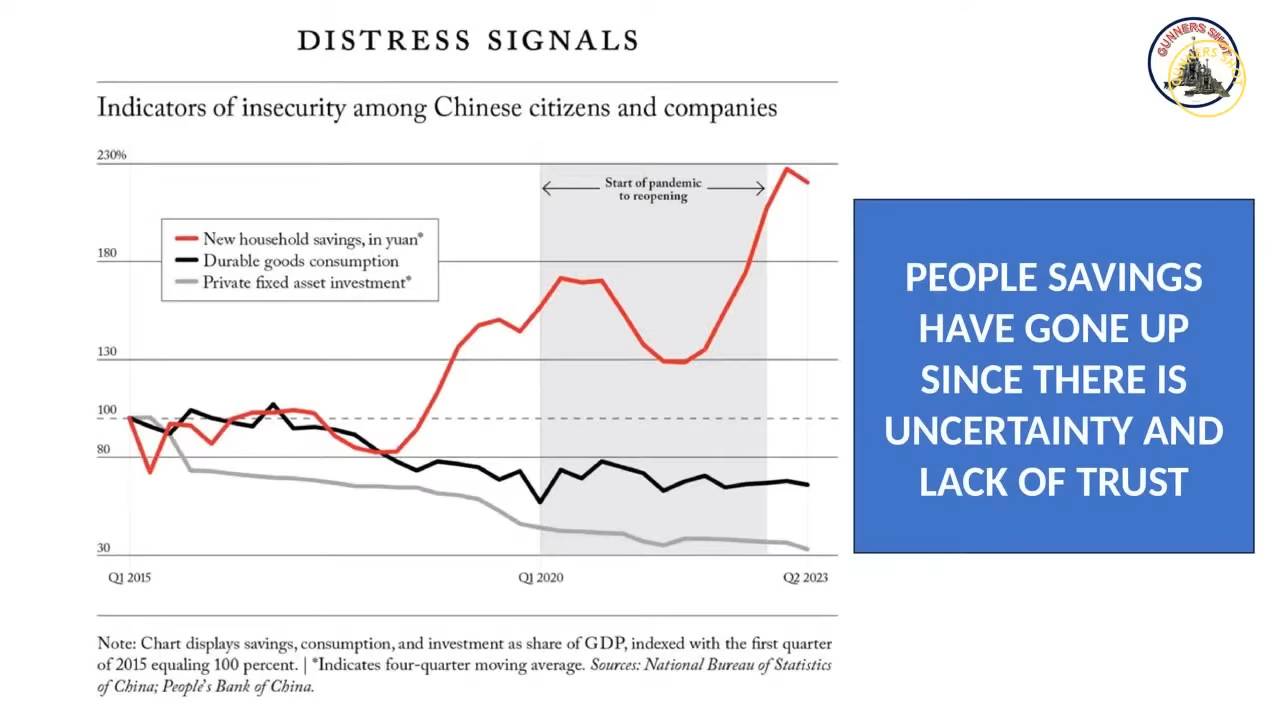 DISTRESS SIGNALS
GUNNERS SHOT
GUNNERS SHOT
Indicators of insecurity among Chinese citizens and companies
230%
Start of pandemic
to reopening
New household savings, in yuan*
Durable goods consumption
Private fixed asset investment*
180
130
100
80
30
Q1 2015
Q1 2020
Q2 2023
PEOPLE SAVINGS
HAVE GONE UP
SINCE THERE IS
UNCERTAINTY AND
LACK OF TRUST
Note: Chart displays savings, consumption, and investment as share of GDP, indexed with the first quarter
of 2015 equaling 100 percent. | *Indicates four-quarter moving average. Sources: National Bureau of Statistics
of China; People's Bank of China.